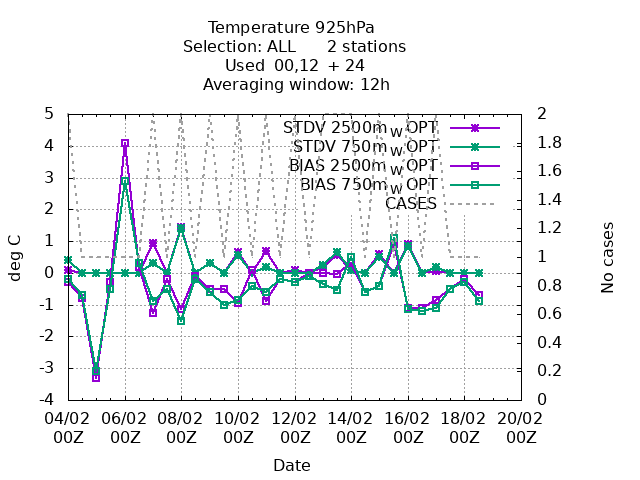 Temperature 925hPa
Selection: ALL 2 stations
Used 00,12 + 24
Averaging window: 12h
5
4
3
2
1
0
-1
-2
-3
-4
deg C
2
1.8
1.6
1.4
1.2
1
0.8
0.6
0.4
0.2
0
No cases
STDV 2500m w OPT
STDV 750m w OPT
BIAS 2500m w OPT
BIAS 750m w OPT
CASES
04/02 06/02 08/02 10/02 12/02 14/02 16/02 18/02 20/02
00Z 00Z 00Z 00Z 00Z 00Z 00Z 00Z 00Z
Date